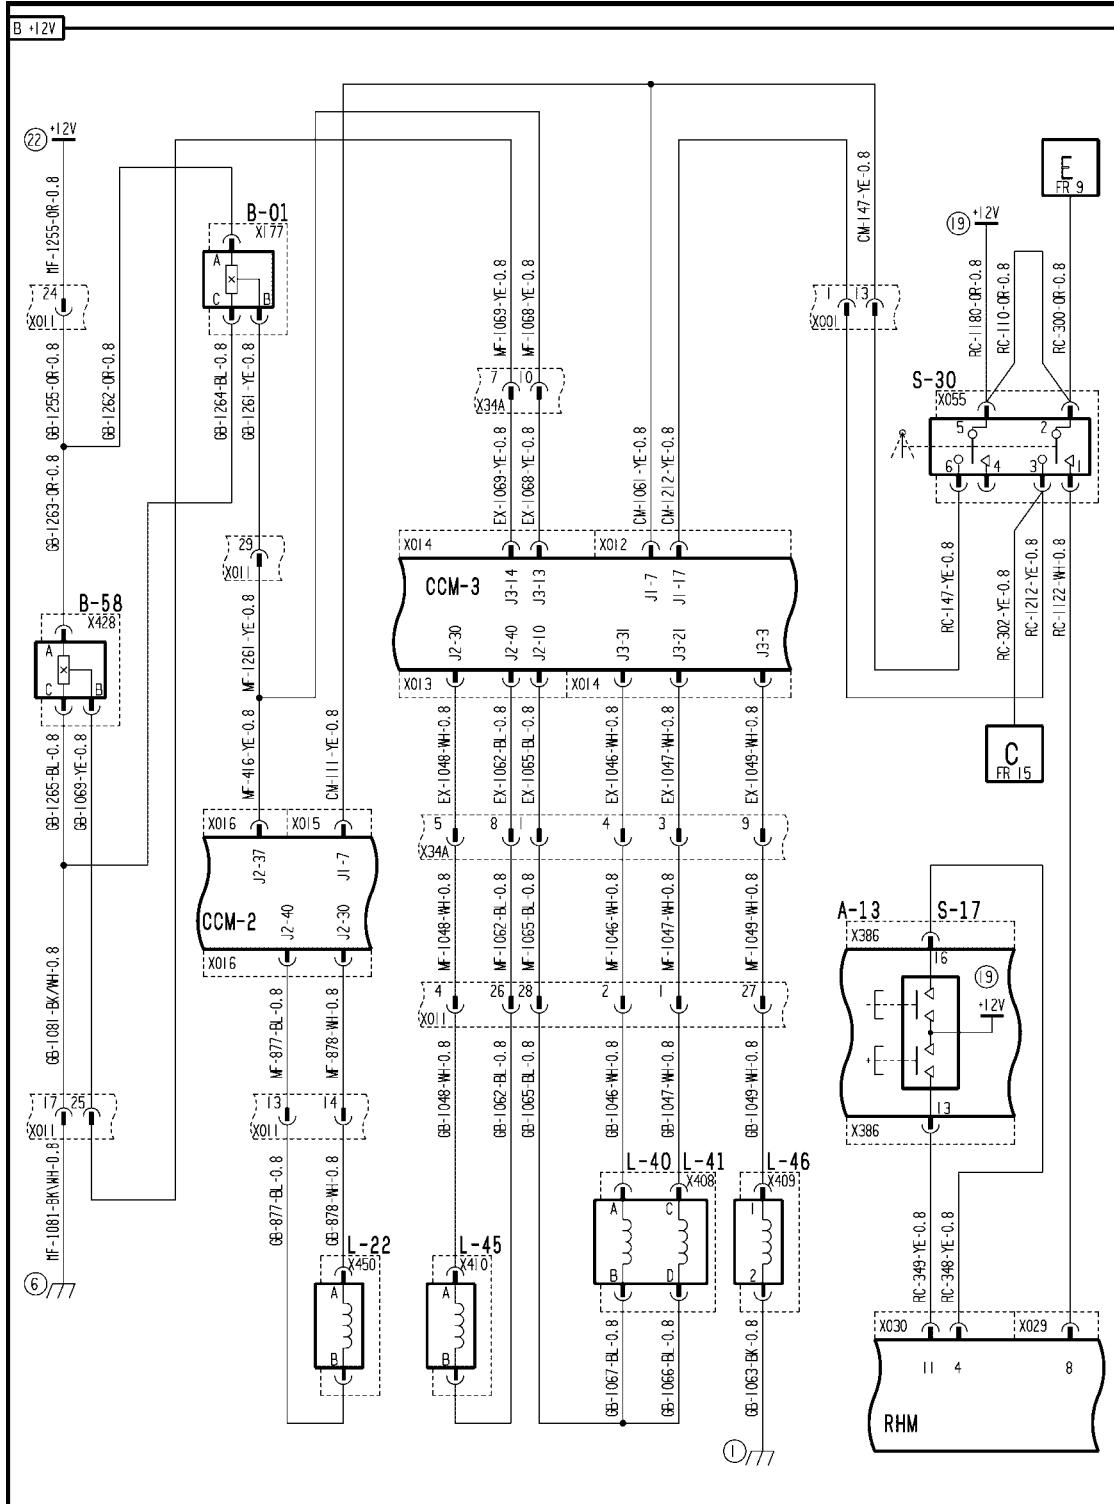 B +12V
22
+12V
MF-1255-OR-0.8
24
X011
GB-1255-OR-0.8
GB-1262-OR-0.8
GB-1263-OR-0.8
B-01
X177
A
C
B
GB-1264-BL-0.8
GB-1261-YE-0.8
29
X011
MF-1261-YE-0.8
MF-416-YE-0.8
CM-111-YE-0.8
B-58
X428
A
C
B
GB-1265-BL-0.8
GB-1069-YE-0.8
GB-1081-BK/WH-0.8
17
25
X011
MF-1081-BK\WH-0.8
6
X016
X015
J2-37
J1-7
CCM-2
J2-40
J2-30
X016
MF-877-BL-0.8
MF-878-WH-0.8
13
14
X011
GB-877-BL-0.8
GB-878-WH-0.8
L-22
X450
A
B
MF-1069-YE-0.8
MF-1068-YE-0.8
7
10
X34A
EX-1069-YE-0.8
EX-1068-YE-0.8
CM-1061-YE-0.8
CM-1212-YE-0.8
X014
X012
CCM-3
J3-14
J3-13
J1-7
J1-17
J2-30
J2-40
J2-10
J3-31
J3-21
J3-3
X013
X014
EX-1048-WH-0.8
EX-1062-BL-0.8
EX-1065-BL-0.8
EX-1046-WH-0.8
EX-1047-WH-0.8
EX-1049-WH-0.8
5
8
1
4
3
9
X34A
MF-1048-WH-0.8
MF-1062-BL-0.8
MF-1065-BL-0.8
MF-1046-WH-0.8
MF-1047-WH-0.8
MF-1049-WH-0.8
4
26
28
2
1
27
X011
GB-1048-WH-0.8
GB-1062-BL-0.8
GB-1065-BL-0.8
GB-1046-WH-0.8
GB-1047-WH-0.8
GB-1049-WH-0.8
L-45
X410
A
B
L-40
L-41
X408
A
C
B
D
GB-1067-BL-0.8
GB-1066-BL-0.8
L-46
X409
1
2
GB-1063-BK-0.8
1
CM-147-YE-0.8
1
13
X001
E
FR 9
19
+12V
RC-1180-OR-0.8
RC-110-OR-0.8
RC-300-OR-0.8
S-30
X055
5
2
6
4
3
1
RC-147-YE-0.8
RC-302-YE-0.8
RC-1212-YE-0.8
RC-1122-WH-0.8
C
FR 15
A-13
S-17
X386
16
19
+12V
+
13
X386
RC-349-YE-0.8
RC-348-YE-0.8
X030
X029
11
4
8
RHM